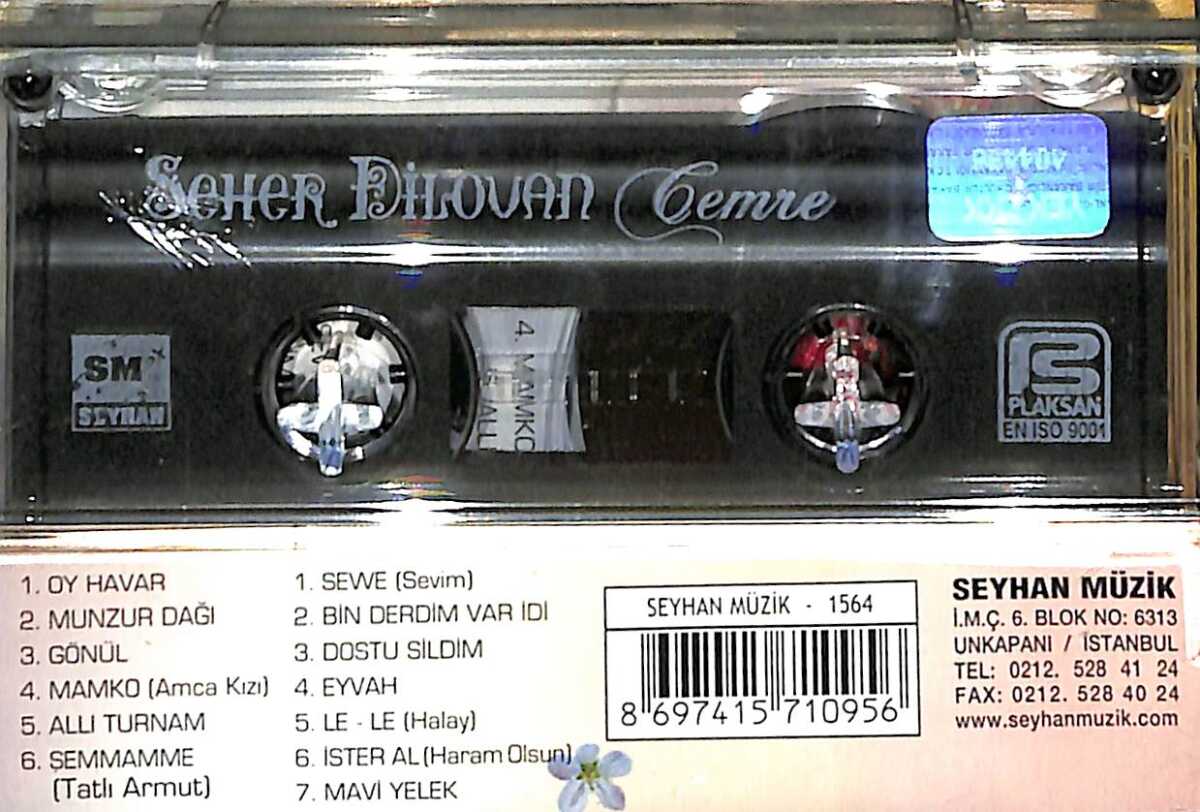 SEHER DİLOVAN Cemre
SM
SEYHAN
4. MAMKO
5. ALLI
PLAKSAN
EN ISO 9001
1. OY HAVAR
2. MUNZUR DAĞI
3. GÖNÜL
4. MAMKO (Amca Kızı)
5. ALLI TURNAM
6. ŞEMMAMME
(Tatlı Armut)
1. SEWE (Sevim)
2. BİN DERDİM VAR İDİ
3. DOSTU SİLDİM
4. EYVAH
5. LE - LE (Halay)
6. İSTER AL (Haram Olsun)
7. MAVİ YELEK
SEYHAN MÜZİK - 1564
8 697415 710956
SEYHAN MÜZİK
İ.M.Ç. 6. BLOK NO: 6313
UNKAPANI / İSTANBUL
TEL: 0212. 528 41 24
FAX: 0212. 528 40 24
www.seyhanmuzik.com